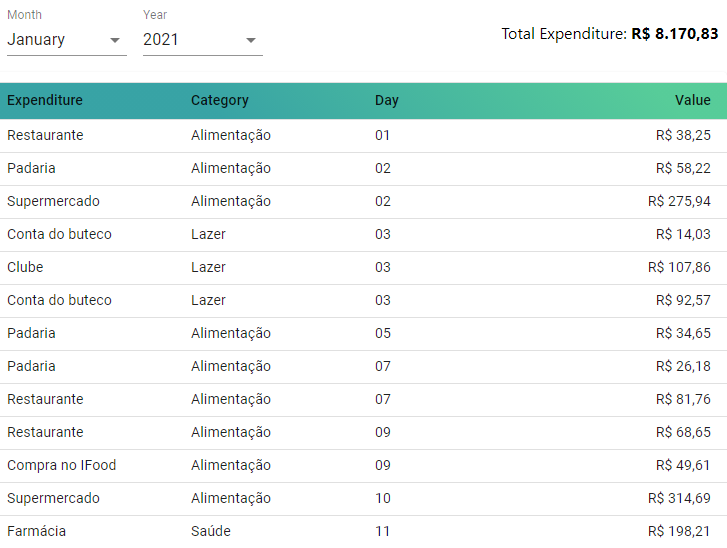 Month Year
January 2021 Total Expenditure: R$ 8.170,83
Expenditure Category Day Value
Restaurante Alimentação 01 R$ 38,25
Padaria Alimentação 02 R$ 58,22
Supermercado Alimentação 02 R$ 275,94
Conta do buteco Lazer 03 R$ 14,03
Clube Lazer 03 R$ 107,86
Conta do buteco Lazer 03 R$ 92,57
Padaria Alimentação 05 R$ 34,65
Padaria Alimentação 07 R$ 26,18
Restaurante Alimentação 07 R$ 81,76
Restaurante Alimentação 09 R$ 68,65
Compra no IFood Alimentação 09 R$ 49,61
Supermercado Alimentação 10 R$ 314,69
Farmácia Saúde 11 R$ 198,21